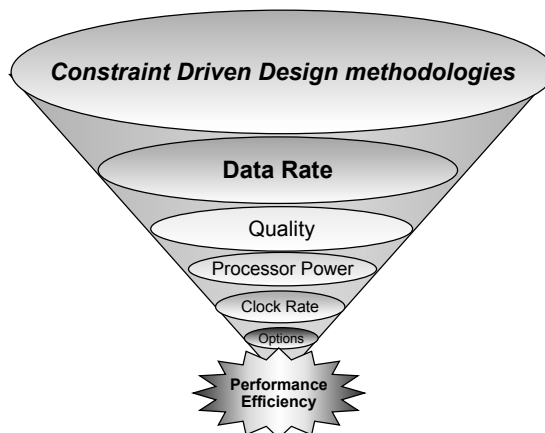 Constraint Driven Design methodologies
Data Rate
Quality
Processor Power
Clock Rate
Options
Performance
Efficiency